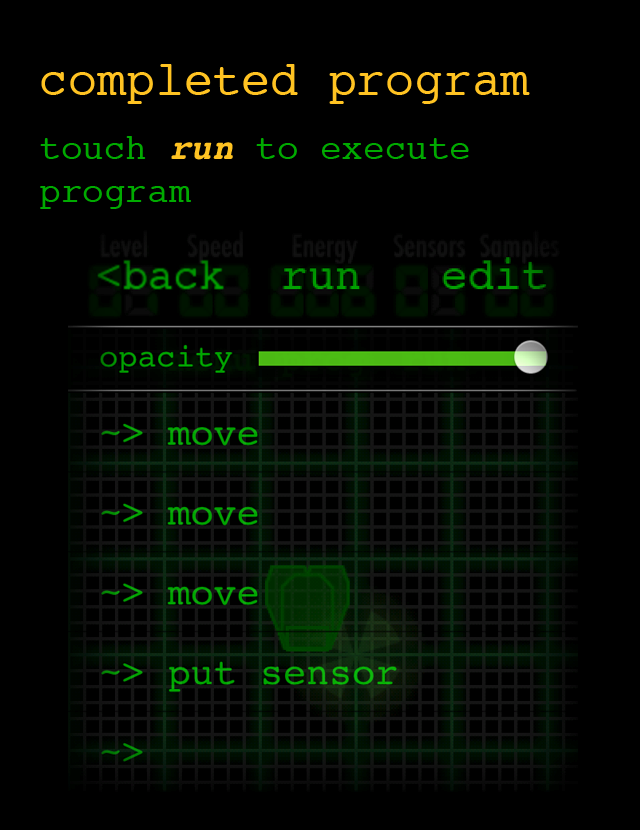 completed program
touch run to execute
program
Level Speed Energy Sensors Samples
<back run edit
opacity
~> move
~> move
~> move
~> put sensor
~>